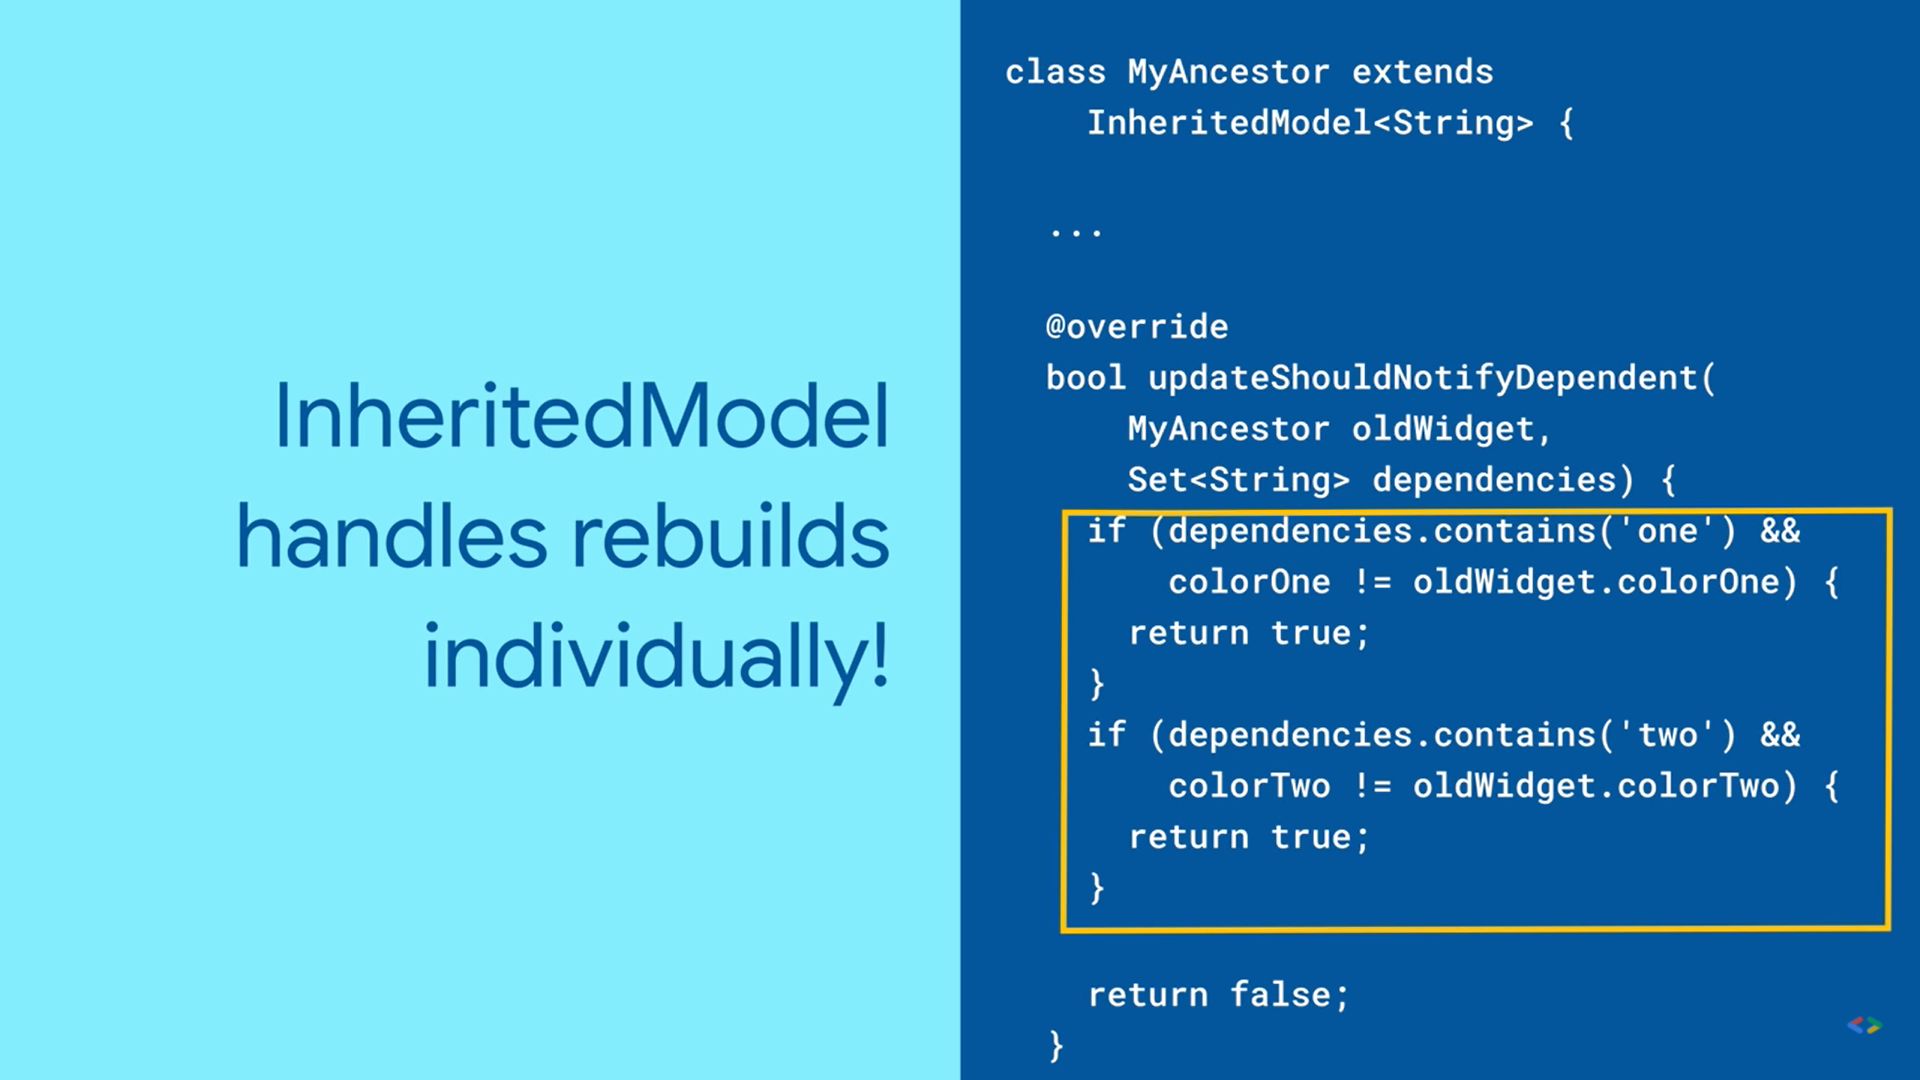 InheritedModel
handles rebuilds
individually!
class MyAncestor extends
InheritedModel<String> {
...
@override
bool updateShouldNotifyDependent(
MyAncestor oldWidget,
Set<String> dependencies) {
if (dependencies.contains('one') &&
colorOne != oldWidget.colorOne) {
return true;
}
if (dependencies.contains('two') &&
colorTwo != oldWidget.colorTwo) {
return true;
}
return false;
}